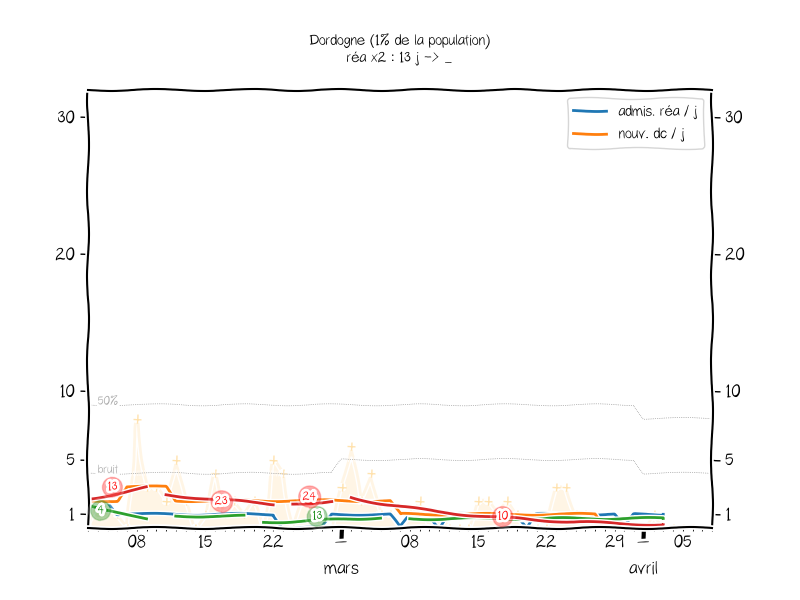 Dordogne (1% de la population)
réa x2 : 13 j -> _
admis. réa / j
nouv. dc / j
30
30
20
20
10
10
50%
5
5
bruit
13
23
24
4
13
10
1
1
08 15 22 _ 08 15 22 29 _ 05
mars avril